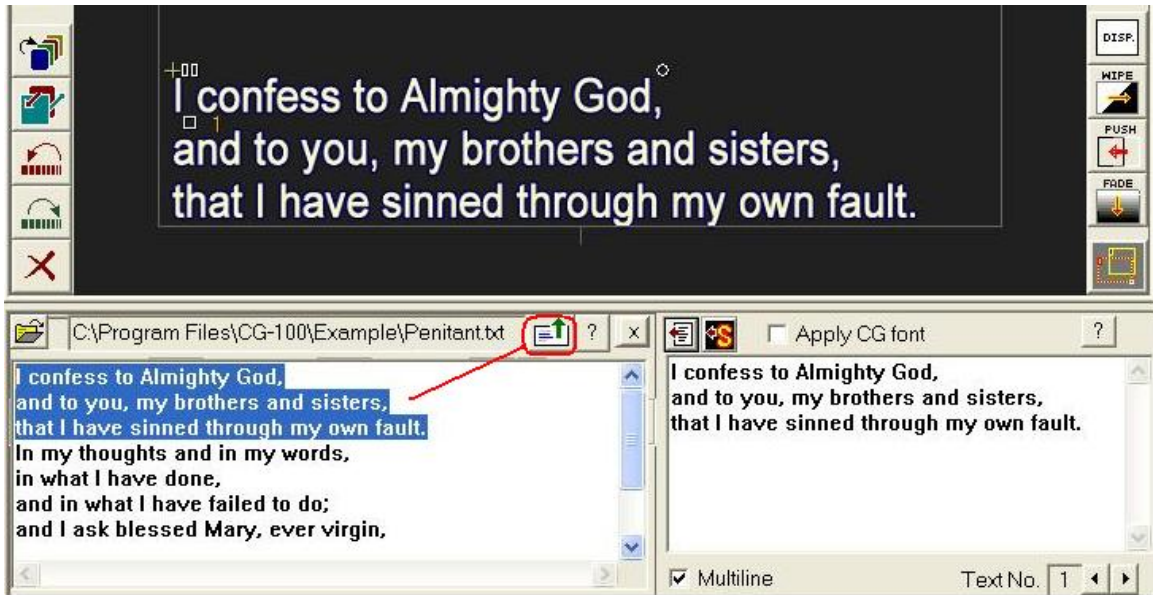 DISP.
I confess to Almighty God,
WIPE
1
and to you, my brothers and sisters,
PUSH
that I have sinned through my own fault.
FADE
C:\Program Files\CG-100\Example\Penitant.txt
?
x
S
Apply CG font
?
I confess to Almighty God,
and to you, my brothers and sisters,
that I have sinned through my own fault.
In my thoughts and in my words,
in what I have done,
and in what I have failed to do;
and I ask blessed Mary, ever virgin,
I confess to Almighty God,
and to you, my brothers and sisters,
that I have sinned through my own fault.
Multiline
Text No. 1